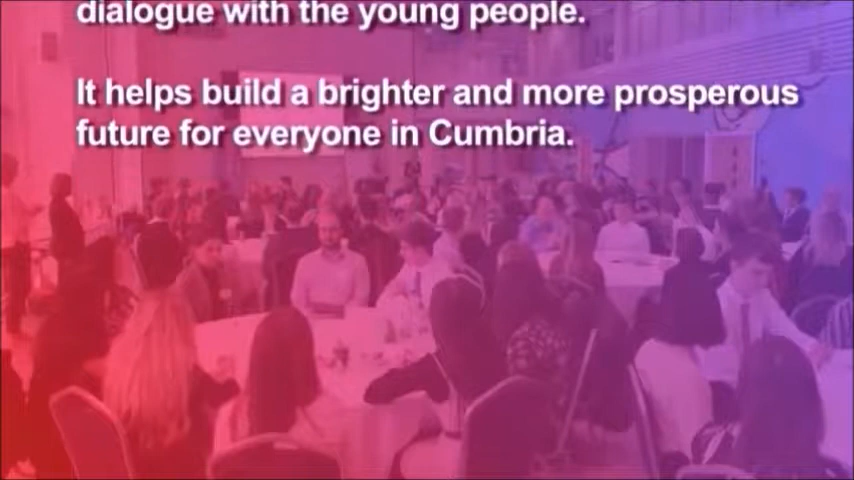 dialogue with the young people.
It helps build a brighter and more prosperous
future for everyone in Cumbria.